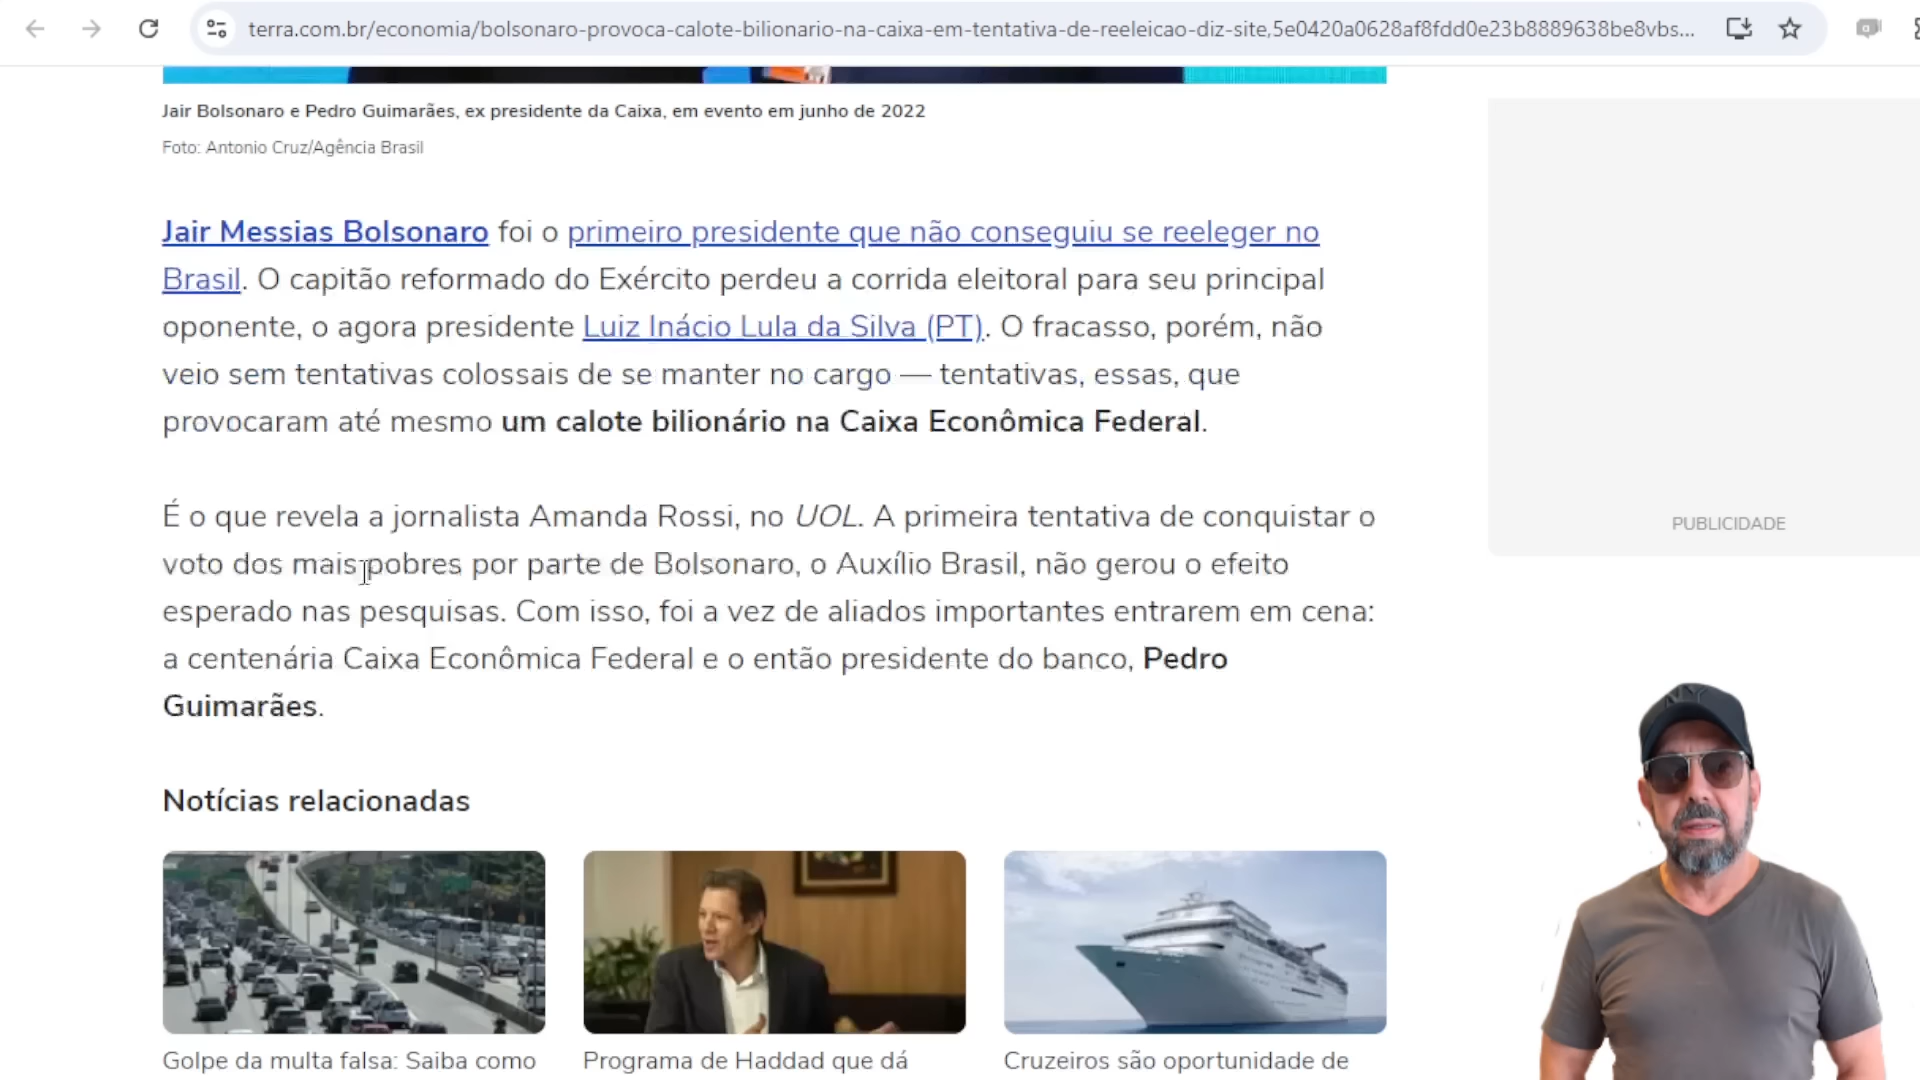 terra.com.br/economia/bolsonaro-provoca-calote-bilionario-na-caixa-em-tentativa-de-reeleicao-diz-site,5e0420a0628af8fdd0e23b8889638be8vbs...
Jair Bolsonaro e Pedro Guimarães, ex presidente da Caixa, em evento em junho de 2022
Foto: Antonio Cruz/Agência Brasil
Jair Messias Bolsonaro foi o primeiro presidente que não conseguiu se reeleger no
Brasil. O capitão reformado do Exército perdeu a corrida eleitoral para seu principal
oponente, o agora presidente Luiz Inácio Lula da Silva (PT). O fracasso, porém, não
veio sem tentativas colossais de se manter no cargo — tentativas, essas, que
provocaram até mesmo um calote bilionário na Caixa Econômica Federal.
É o que revela a jornalista Amanda Rossi, no UOL. A primeira tentativa de conquistar o
voto dos mais pobres por parte de Bolsonaro, o Auxílio Brasil, não gerou o efeito
esperado nas pesquisas. Com isso, foi a vez de aliados importantes entrarem em cena:
a centenária Caixa Econômica Federal e o então presidente do banco, Pedro
Guimarães.
PUBLICIDADE
Notícias relacionadas
Golpe da multa falsa: Saiba como
Programa de Haddad que dá
Cruzeiros são oportunidade de